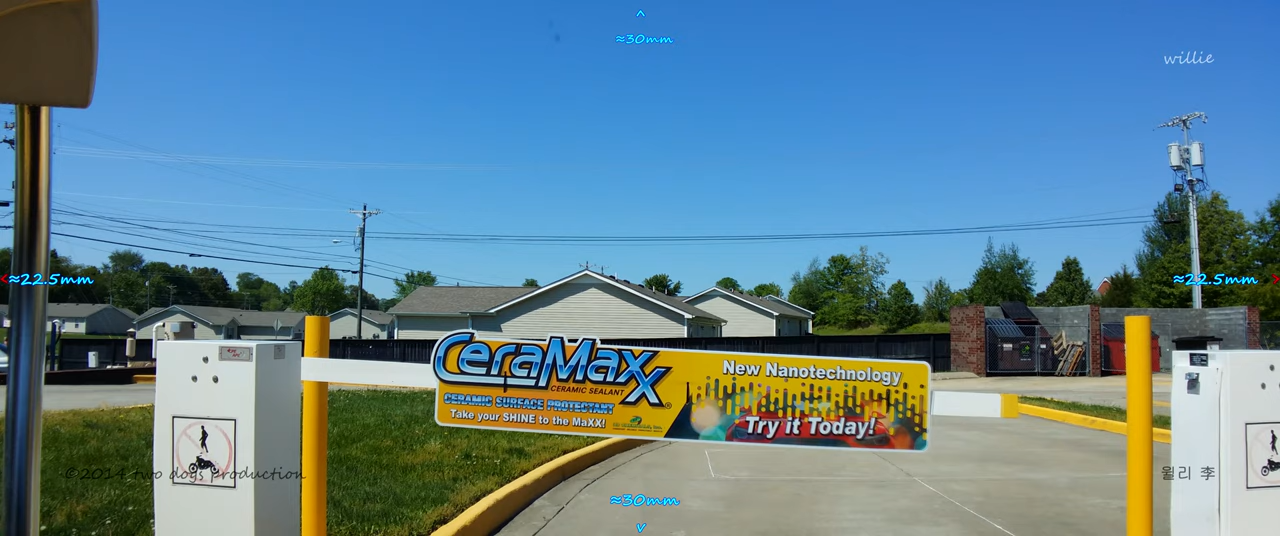 ^
≈30mm
willie
≈22.5mm
≈22.5mm
CeraMaxx®
CERAMIC SEALANT
CERAMIC SURFACE PROTECTANT
Take your SHINE to the MaXX!
New Nanotechnology
Try it Today!
©2014 two dogs production
윌리 李
≈30mm
v